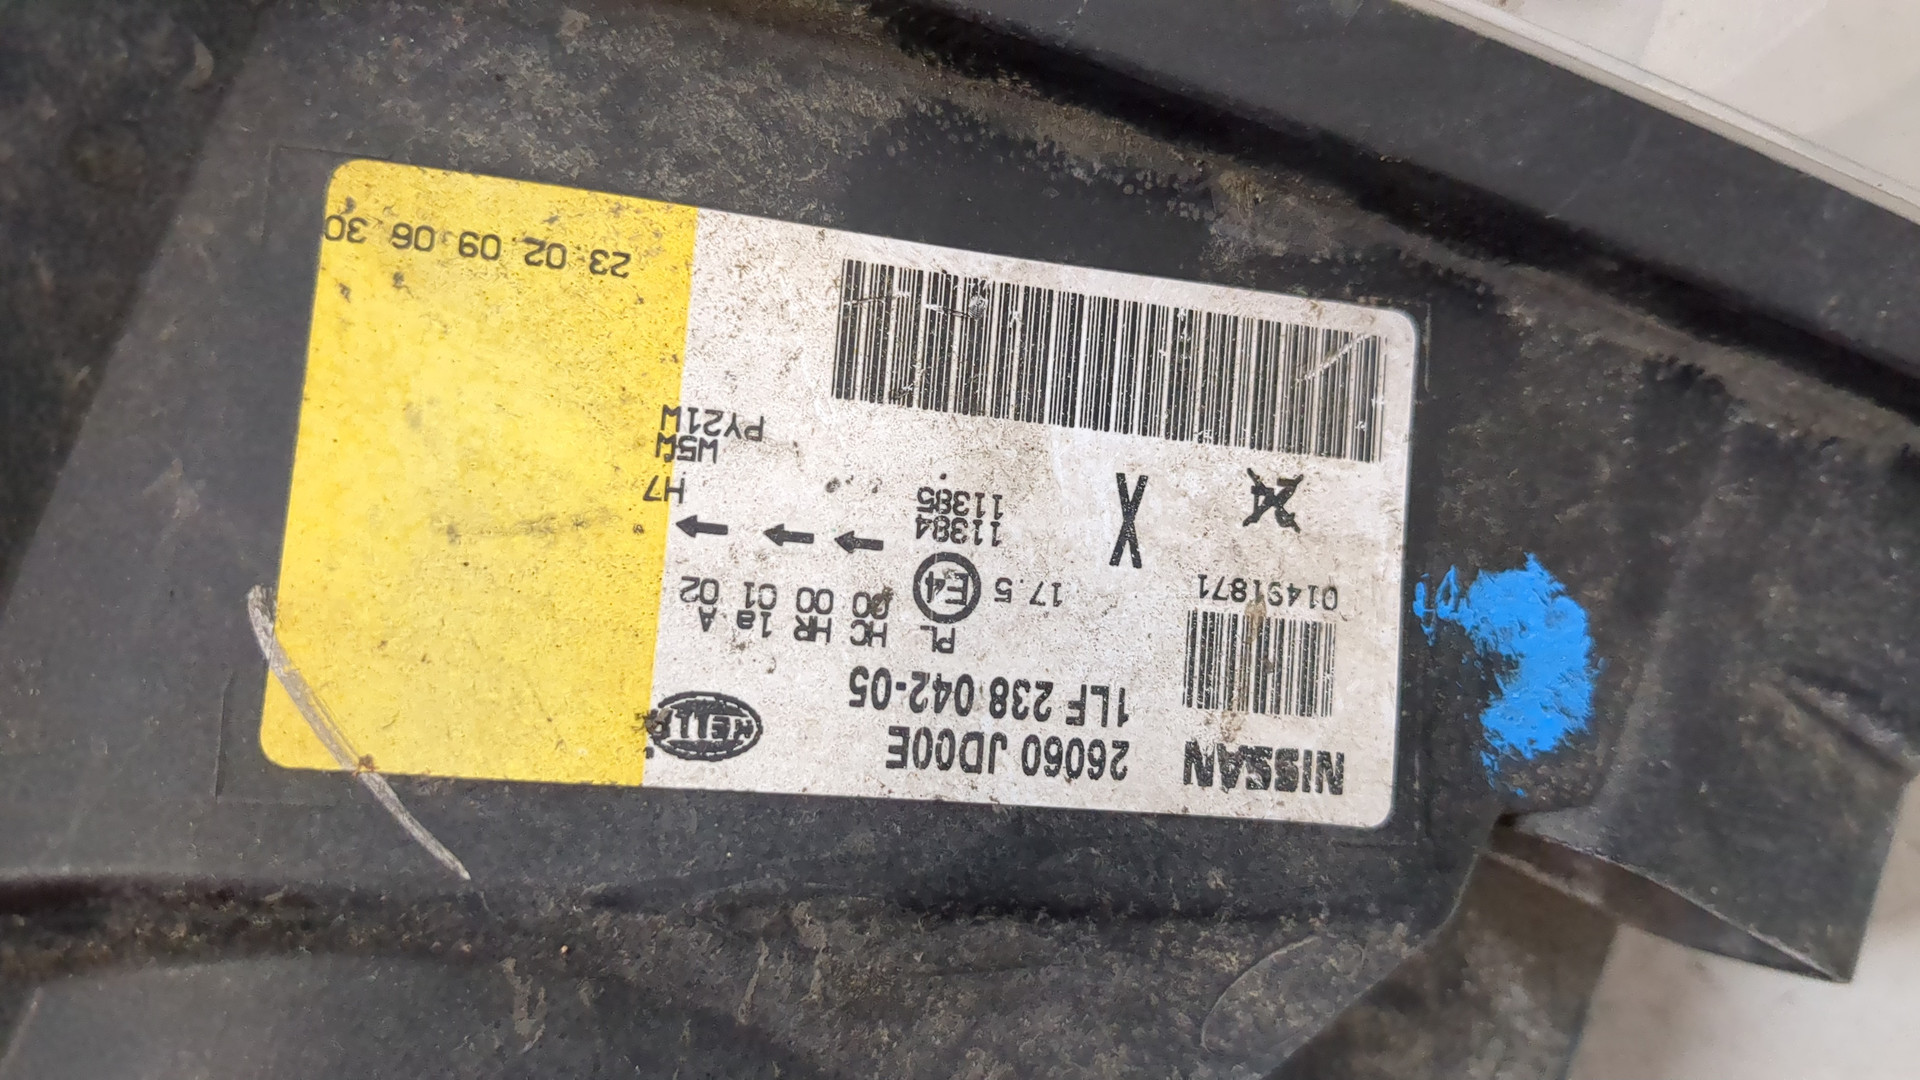 NISSAN 26060 JD00E HELLA
1LF 238 042-05
PL HC HR 1a A
01491871 17.5 E4 00 00 01 02
11384
11385
H7
W5W
PY21W
X
23 02 09 06 30